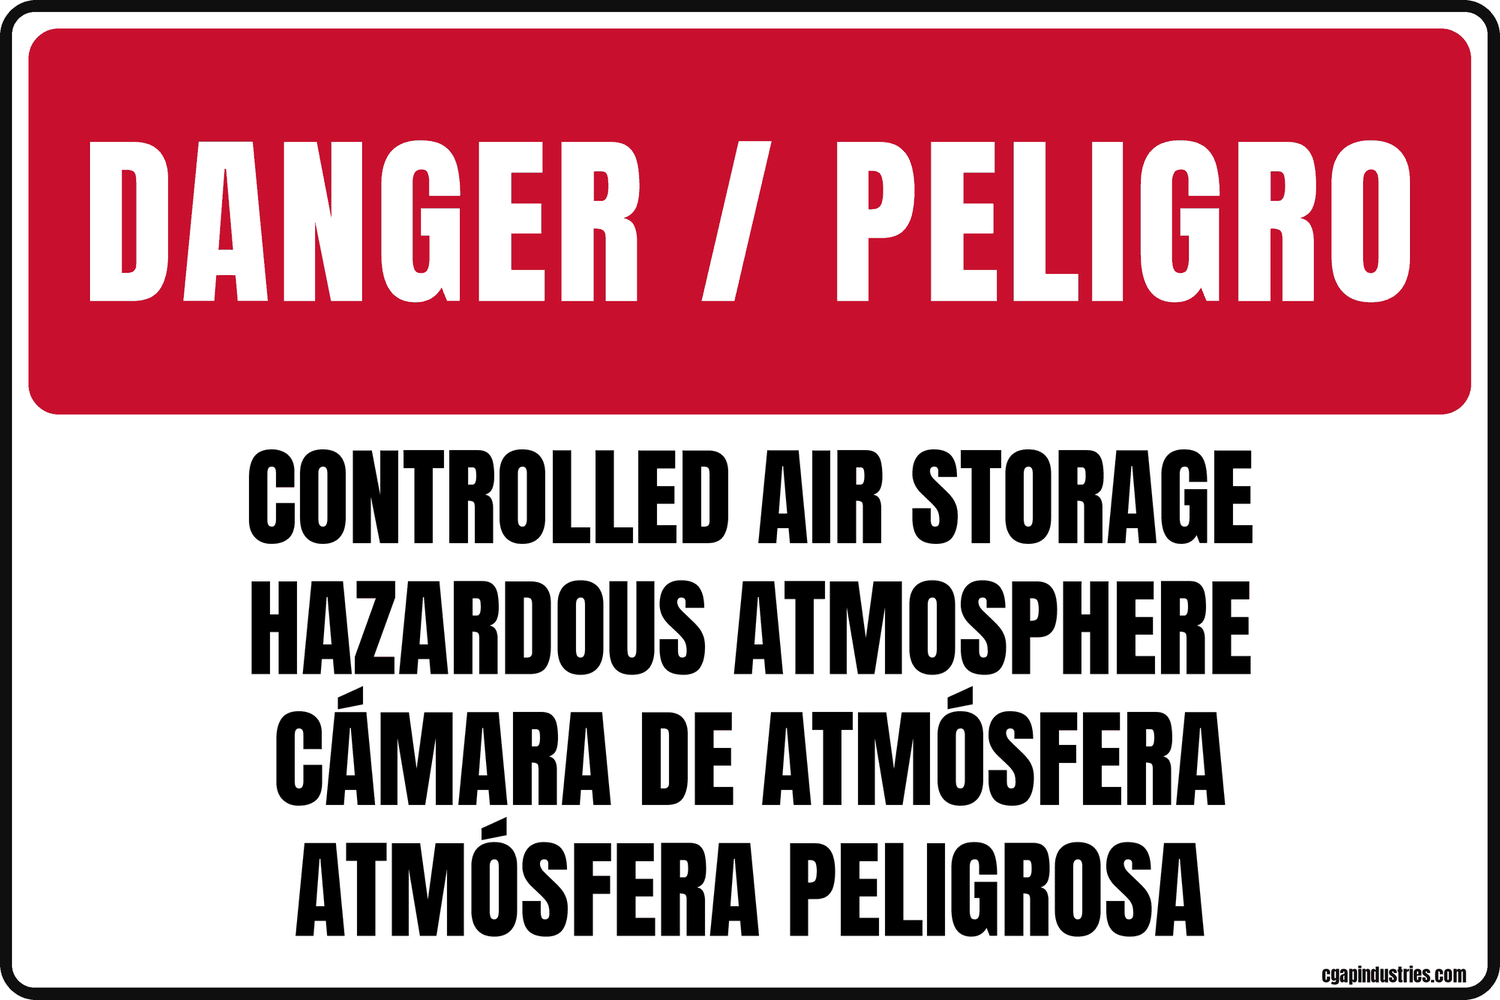 DANGER / PELIGRO
CONTROLLED AIR STORAGE
HAZARDOUS ATMOSPHERE
CÁMARA DE ATMÓSFERA
ATMÓSFERA PELIGROSA
cgapindustries.com